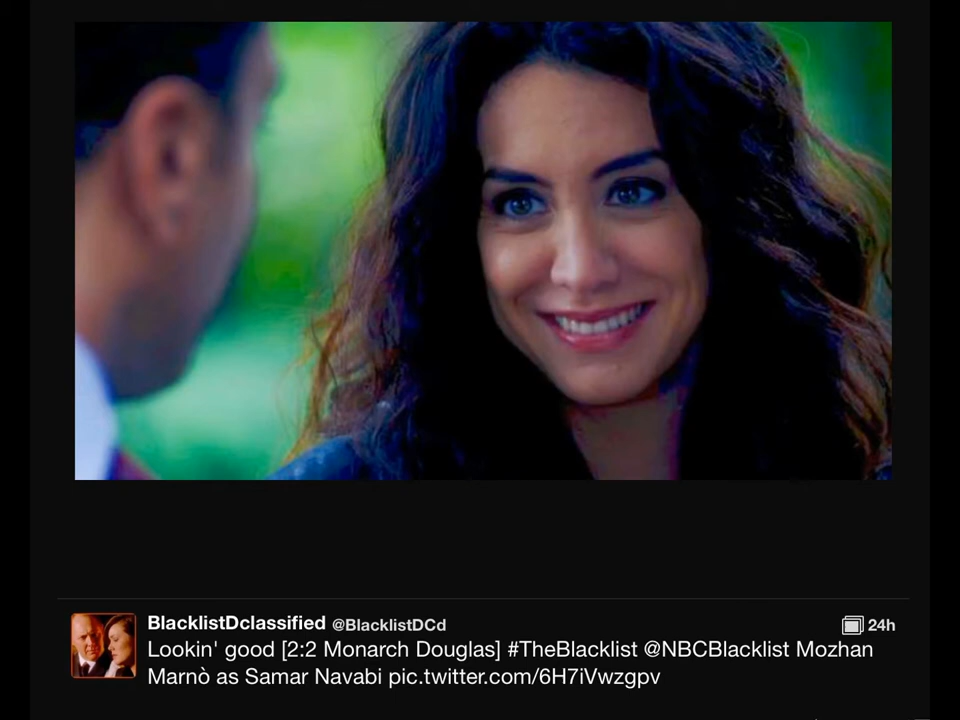 BlacklistDclassified @BlacklistDCd 24h
Lookin' good [2:2 Monarch Douglas] #TheBlacklist @NBCBlacklist Mozhan
Marnò as Samar Navabi pic.twitter.com/6H7iVwzgpv